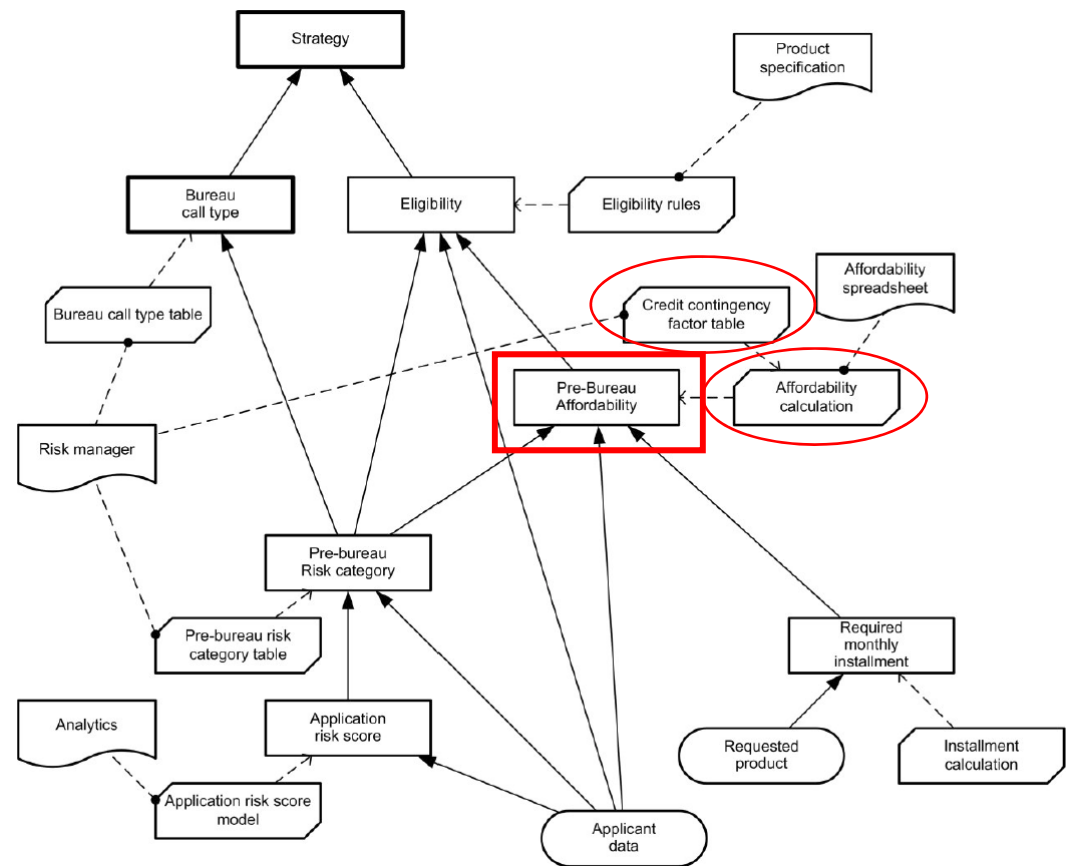 Strategy
Product
specification
Bureau
call type
Eligibility
Eligibility rules
Bureau call type table
Credit contingency
factor table
Affordability
spreadsheet
Pre-Bureau
Affordability
Affordability
calculation
Risk manager
Pre-bureau
Risk category
Pre-bureau risk
category table
Required
monthly
installment
Analytics
Application
risk score
Requested
product
Installment
calculation
Application risk score
model
Applicant
data